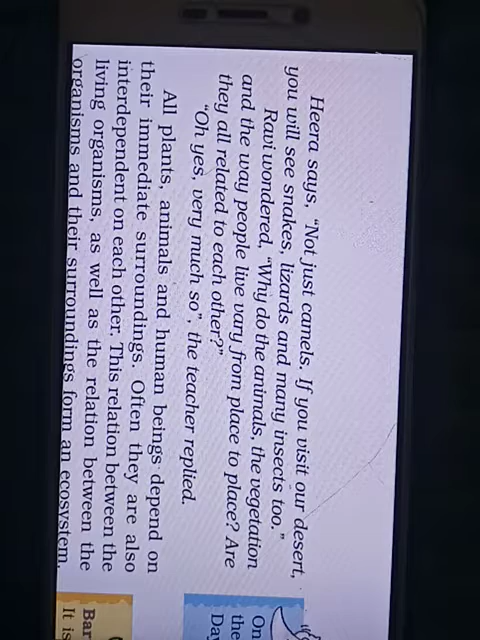 Heera says, “Not just camels. If you visit our desert,
you will see snakes, lizards and many insects too.”
Ravi wondered, “Why do the animals, the vegetation
and the way people live vary from place to place? Are
they all related to each other?”
“Oh yes, very much so”, the teacher replied.
All plants, animals and human beings depend on
their immediate surroundings. Often they are also
interdependent on each other. This relation between the
living organisms, as well as the relation between the
organisms and their surroundings form an ecosystem.
On
the
Day
Bar
It is